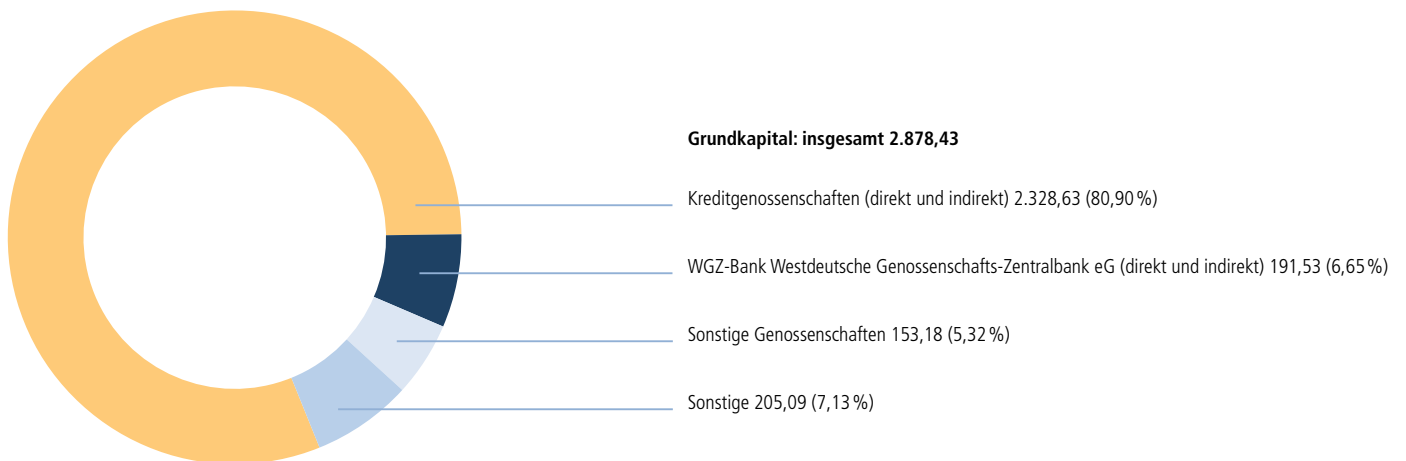 Grundkapital: insgesamt 2.878,43
Kreditgenossenschaften (direkt und indirekt) 2.328,63 (80,90 %)
WGZ-Bank Westdeutsche Genossenschafts-Zentralbank eG (direkt und indirekt) 191,53 (6,65 %)
Sonstige Genossenschaften 153,18 (5,32 %)
Sonstige 205,09 (7,13 %)